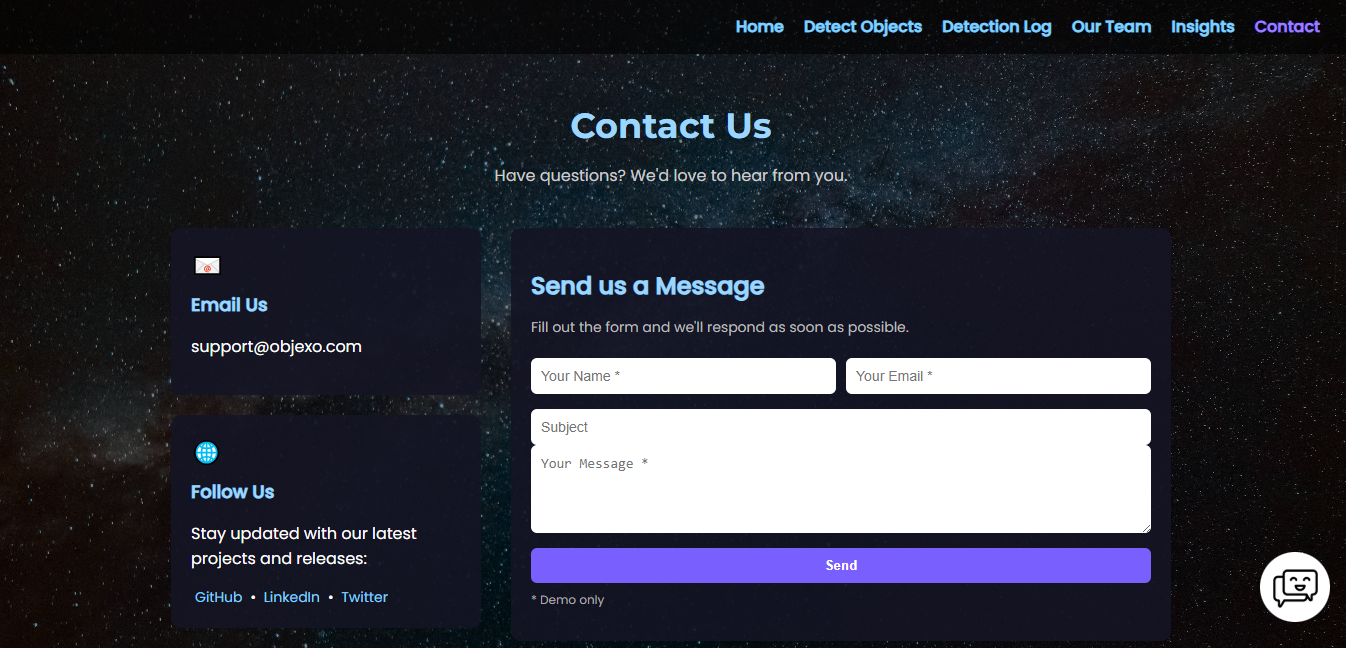 Home Detect Objects Detection Log Our Team Insights Contact
Contact Us
Have questions? We'd love to hear from you.
Email Us
support@objexo.com
Follow Us
Stay updated with our latest
projects and releases:
GitHub • LinkedIn • Twitter
Send us a Message
Fill out the form and we'll respond as soon as possible.
Your Name * Your Email *
Subject
Your Message *
Send
* Demo only